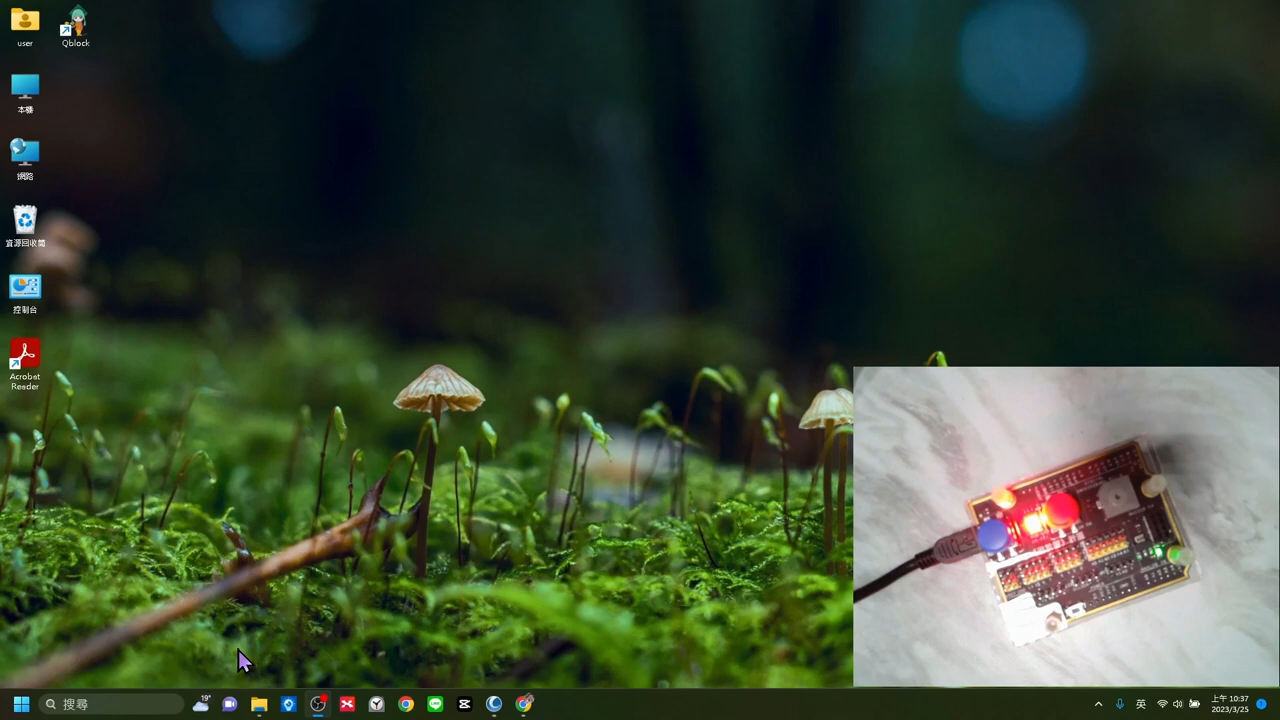 user
Qblock
本機
網路
資源回收筒
控制台
Acrobat
Reader
搜尋
19°
英
上午 10:37
2023/3/25
1